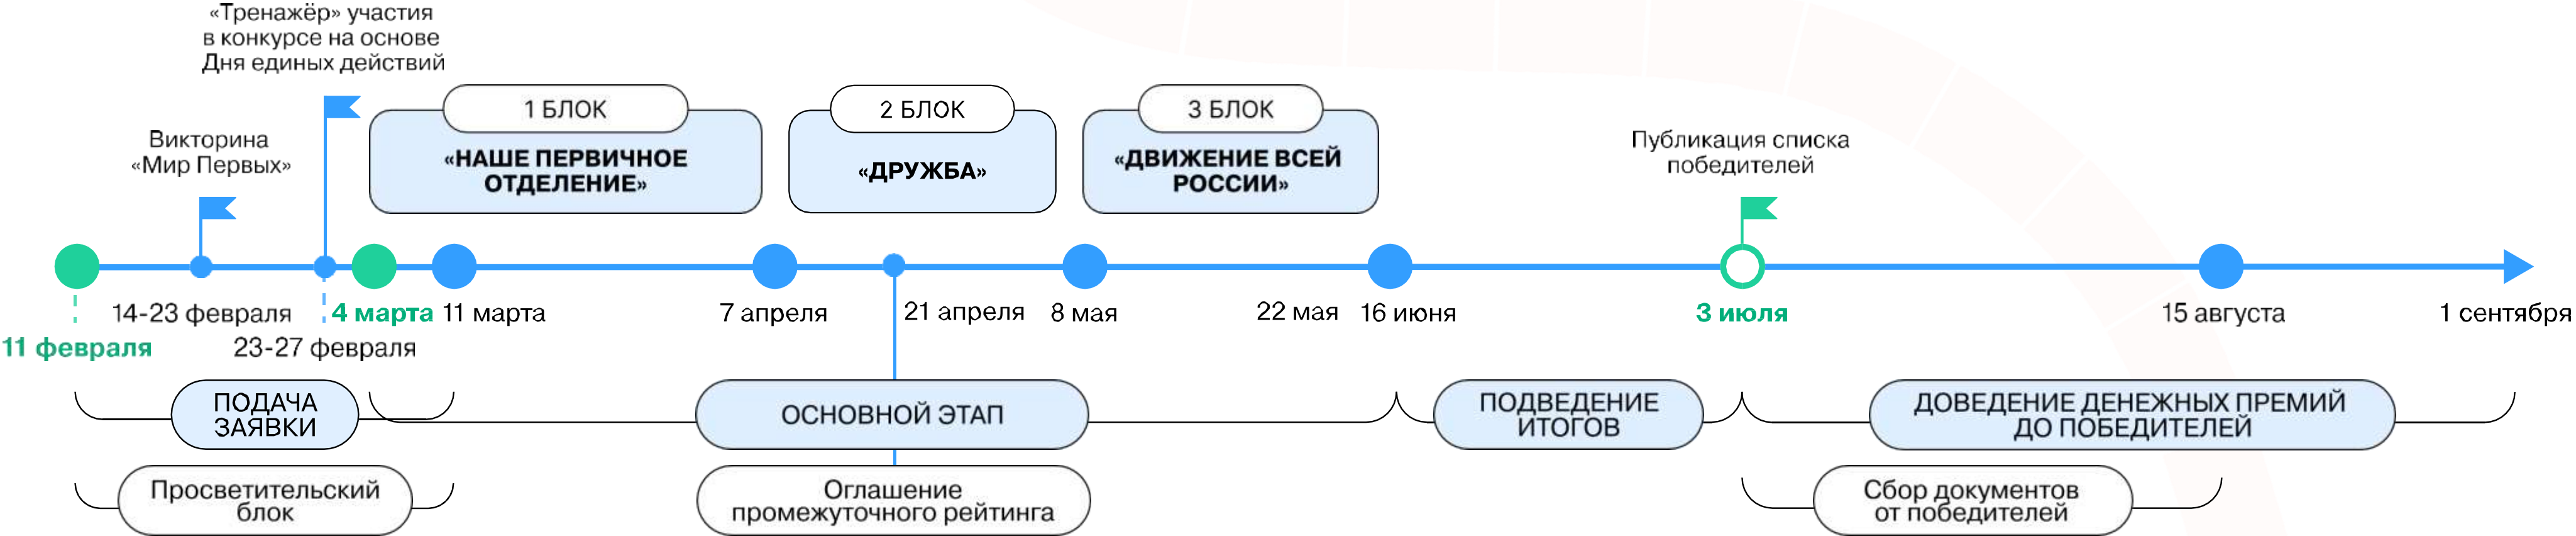 «Тренажёр» участия
в конкурсе на основе
Дня единых действий
Викторина
«Мир Первых»
1 БЛОК
«НАШЕ ПЕРВИЧНОЕ
ОТДЕЛЕНИЕ»
2 БЛОК
«ДРУЖБА»
3 БЛОК
«ДВИЖЕНИЕ ВСЕЙ
РОССИИ»
Публикация списка
победителей
11 февраля
14-23 февраля
23-27 февраля
4 марта
11 марта
7 апреля
21 апреля
8 мая
22 мая
16 июня
3 июля
15 августа
1 сентября
ПОДАЧА
ЗАЯВКИ
ОСНОВНОЙ ЭТАП
ПОДВЕДЕНИЕ
ИТОГОВ
ДОВЕДЕНИЕ ДЕНЕЖНЫХ ПРЕМИЙ
ДО ПОБЕДИТЕЛЕЙ
Просветительский
блок
Оглашение
промежуточного рейтинга
Сбор документов
от победителей